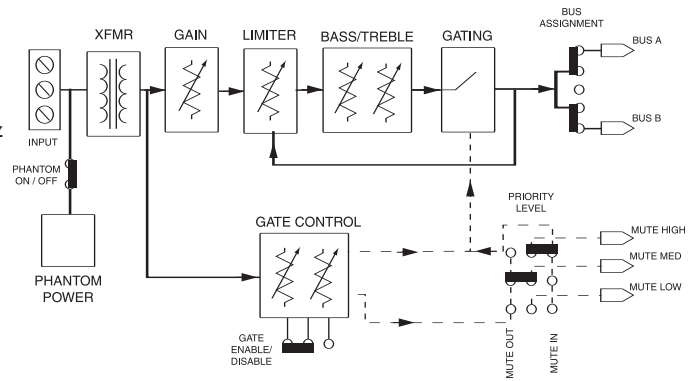 BUS
ASSIGNMENT
XFMR
GAIN
LIMITER
BASS/TREBLE
GATING
BUS A
BUS B
INPUT
PHANTOM
ON / OFF
PHANTOM
POWER
GATE CONTROL
GATE
ENABLE/
DISABLE
PRIORITY
LEVEL
MUTE HIGH
MUTE MED
MUTE LOW
MUTE OUT
MUTE IN